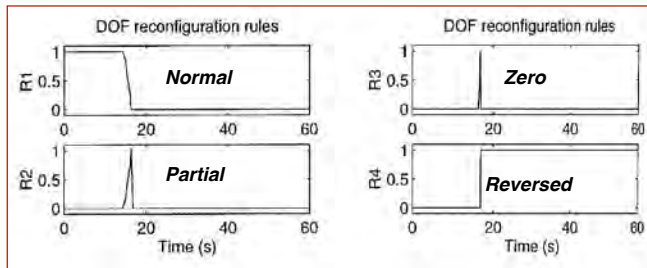 DOF reconfiguration rules
R1
1
0.5
0
Normal
0 20 40 60
R2
1
0.5
0
Partial
0 20 40 60
Time (s)
DOF reconfiguration rules
R3
1
0.5
0
Zero
0 20 40 60
R4
1
0.5
0
Reversed
0 20 40 60
Time (s)